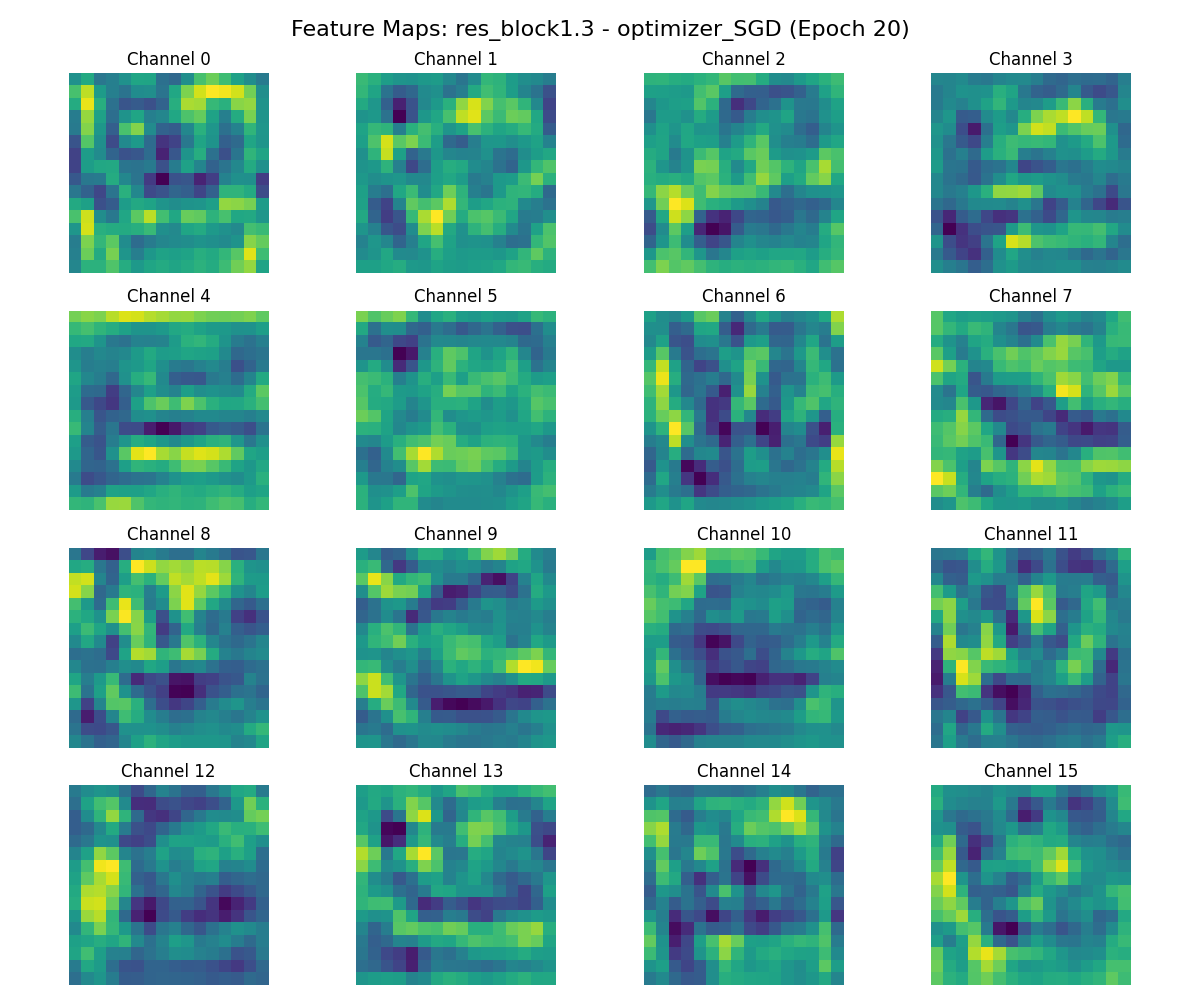 Feature Maps: res_block1.3 - optimizer_SGD (Epoch 20)
Channel 0
Channel 1
Channel 2
Channel 3
Channel 4
Channel 5
Channel 6
Channel 7
Channel 8
Channel 9
Channel 10
Channel 11
Channel 12
Channel 13
Channel 14
Channel 15